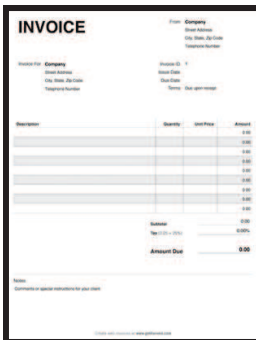 INVOICE
From Company
Street Address
City, State, Zip Code
Telephone Number
Invoice For Company
Street Address
City, State, Zip Code
Telephone Number
Invoice ID
Issue Date
Due Date
Terms Due upon receipt
Description Quantity Unit Price Amount
0.00
0.00
0.00
0.00
0.00
0.00
0.00
0.00
0.00
Subtotal 0.00
Tax 0.00%
Amount Due 0.00
Notes
Comments or special instructions for your client